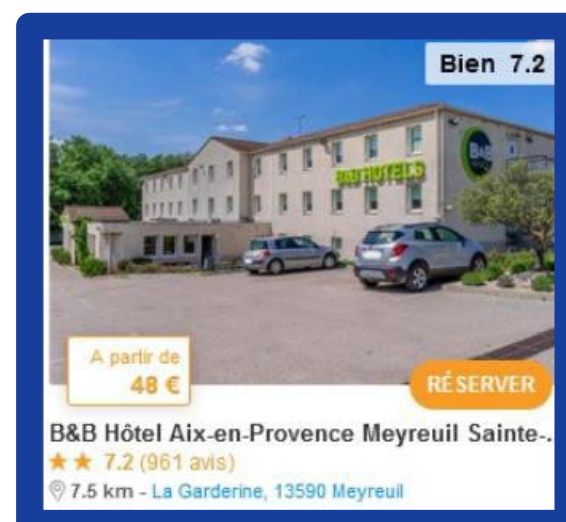 Bien 7.2
B&B HOTELS
B&B
A partir de
48 €
RÉSERVER
B&B Hôtel Aix-en-Provence Meyreuil Sainte-.
★★ 7.2 (961 avis)
7.5 km - La Garderine, 13590 Meyreuil